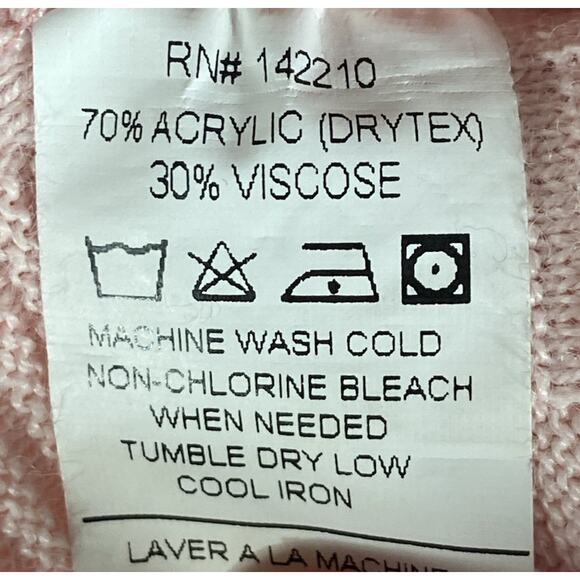 RN# 142210
70% ACRYLIC (DRYTEX)
30% VISCOSE
MACHINE WASH COLD
NON-CHLORINE BLEACH
WHEN NEEDED
TUMBLE DRY LOW
COOL IRON
LAVER A LA MACHINE